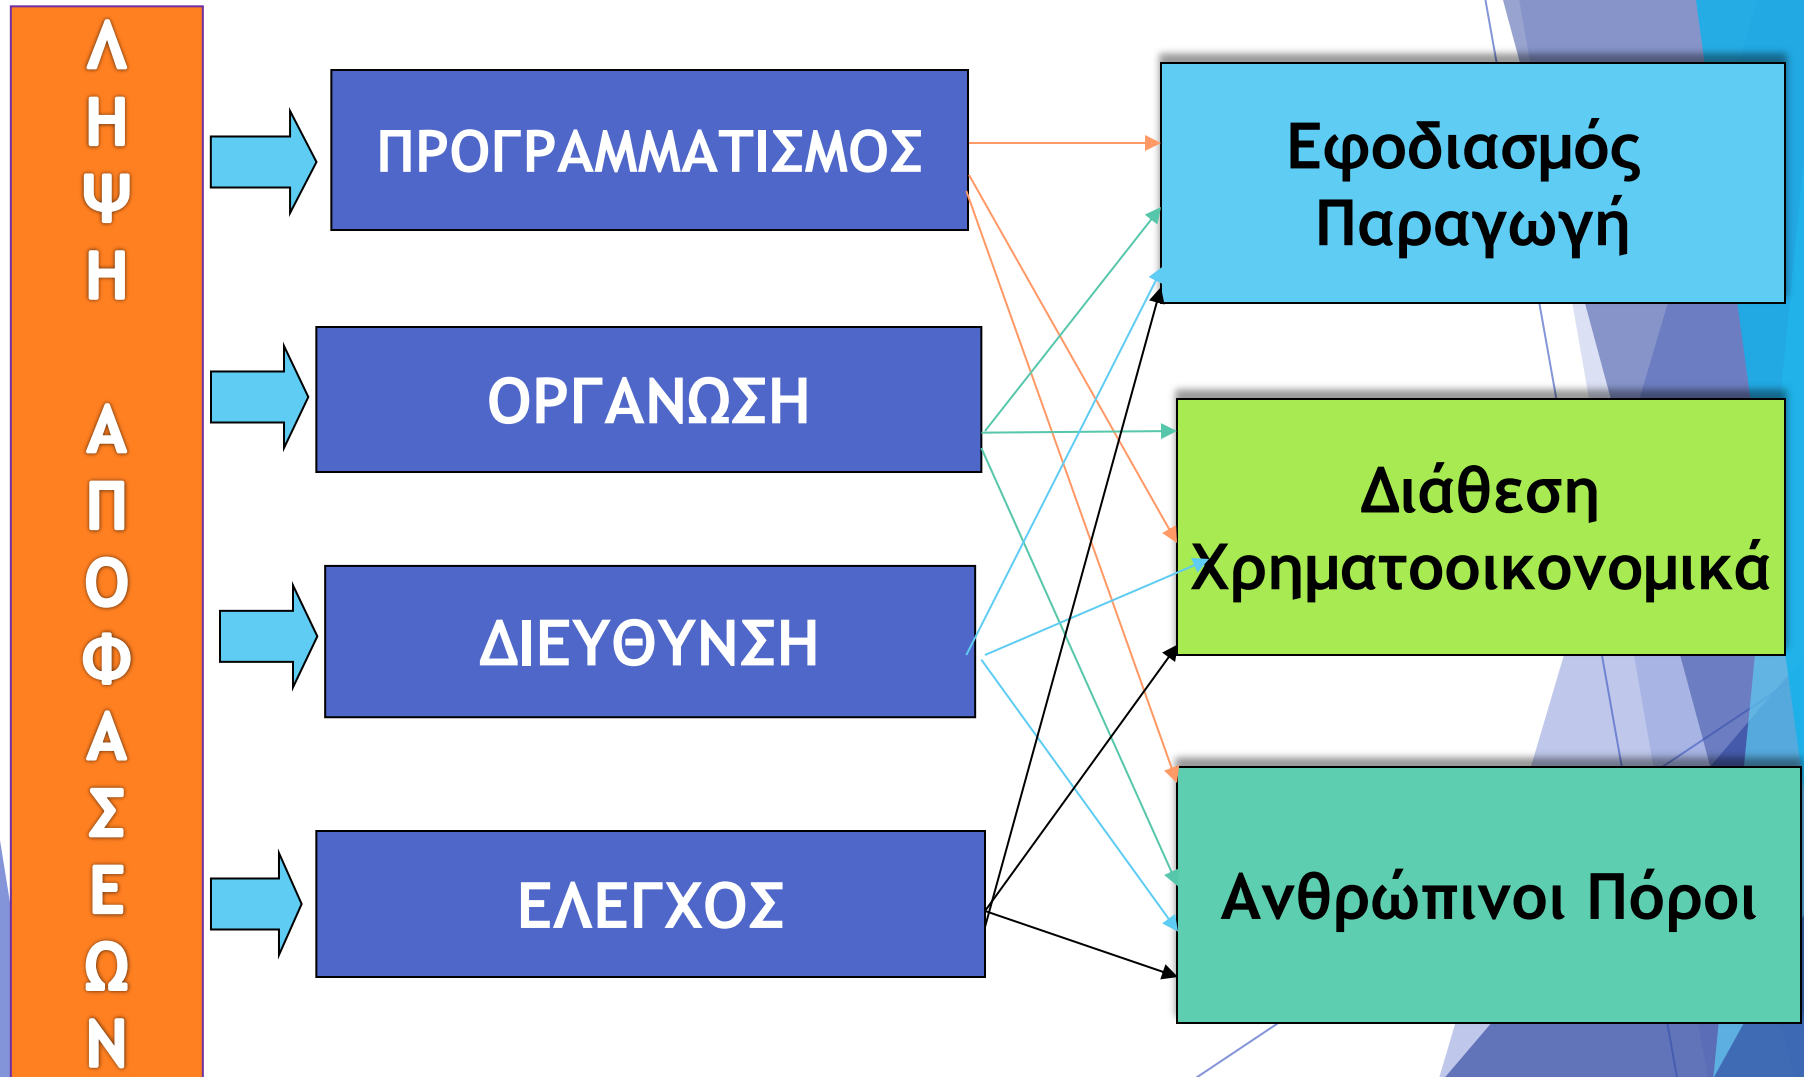 ΛΗΨΗ ΑΠΟΦΑΣΕΩΝ
ΠΡΟΓΡΑΜΜΑΤΙΣΜΟΣ
ΟΡΓΑΝΩΣΗ
ΔΙΕΥΘΥΝΣΗ
ΕΛΕΓΧΟΣ
Εφοδιασμός
Παραγωγή
Διάθεση
Χρηματοοικονομικά
Ανθρώπινοι Πόροι